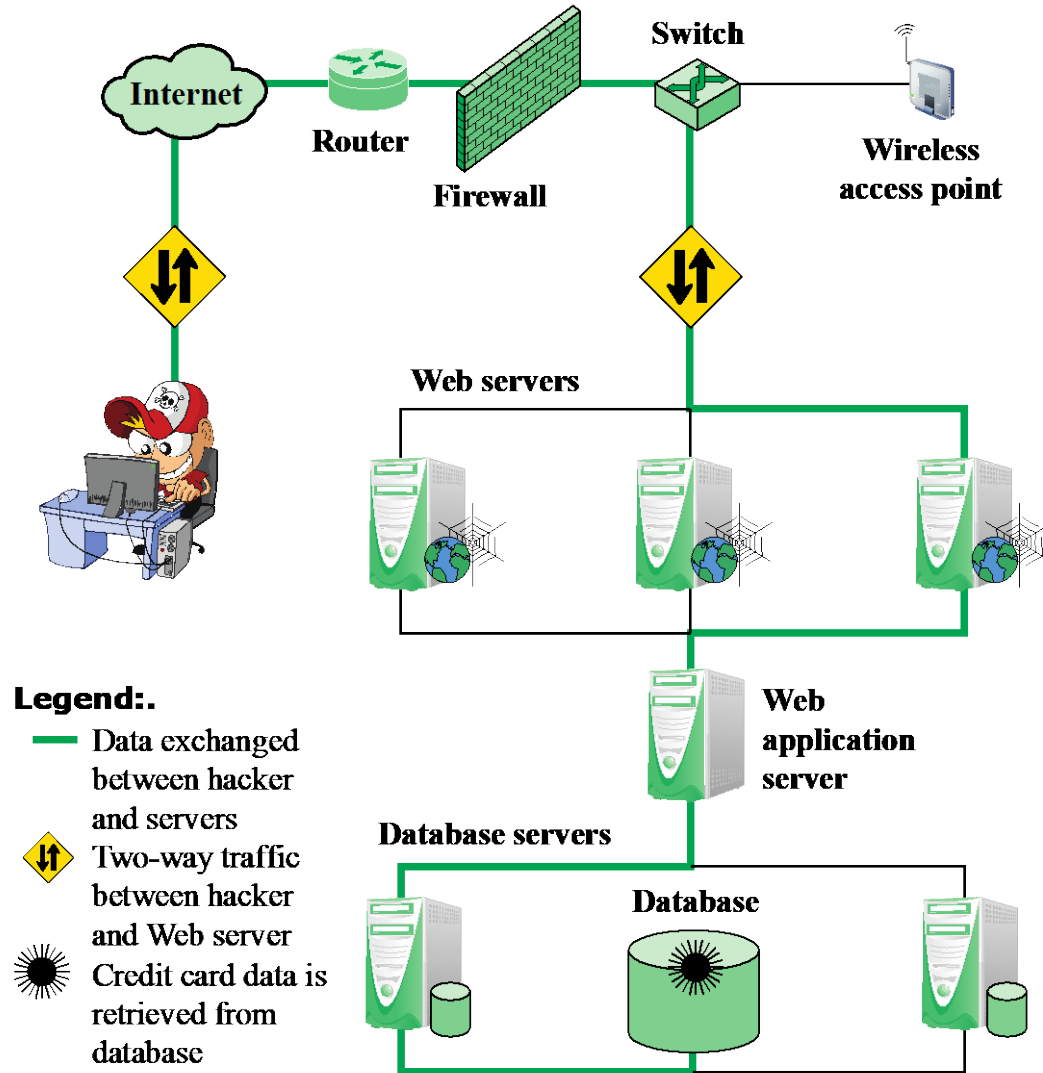 Switch
Internet
Router
Firewall
Wireless
access point
Web servers
Web
application
server
Database servers
Database
Legend:.
Data exchanged
between hacker
and servers
Two-way traffic
between hacker
and Web server
Credit card data is
retrieved from
database